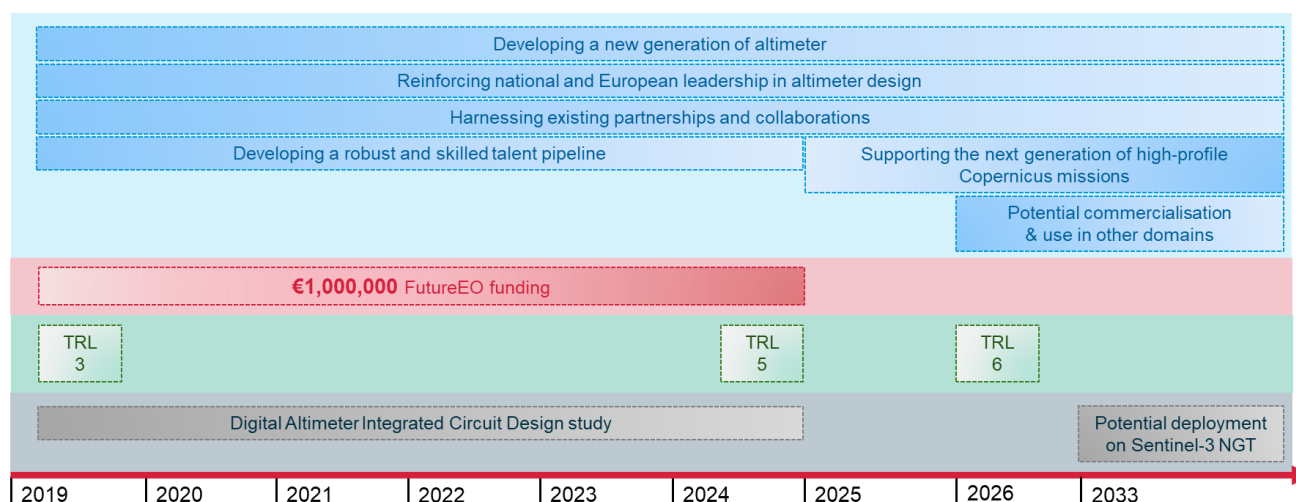 Developing a new generation of altimeter
Reinforcing national and European leadership in altimeter design
Harnessing existing partnerships and collaborations
Developing a robust and skilled talent pipeline
Supporting the next generation of high-profile
Copernicus missions
Potential commercialisation
& use in other domains
€1,000,000 FutureEO funding
TRL
3
TRL
5
TRL
6
Digital Altimeter Integrated Circuit Design study
Potential deployment
on Sentinel-3 NGT
2019 2020 2021 2022 2023 2024 2025 2026 2033